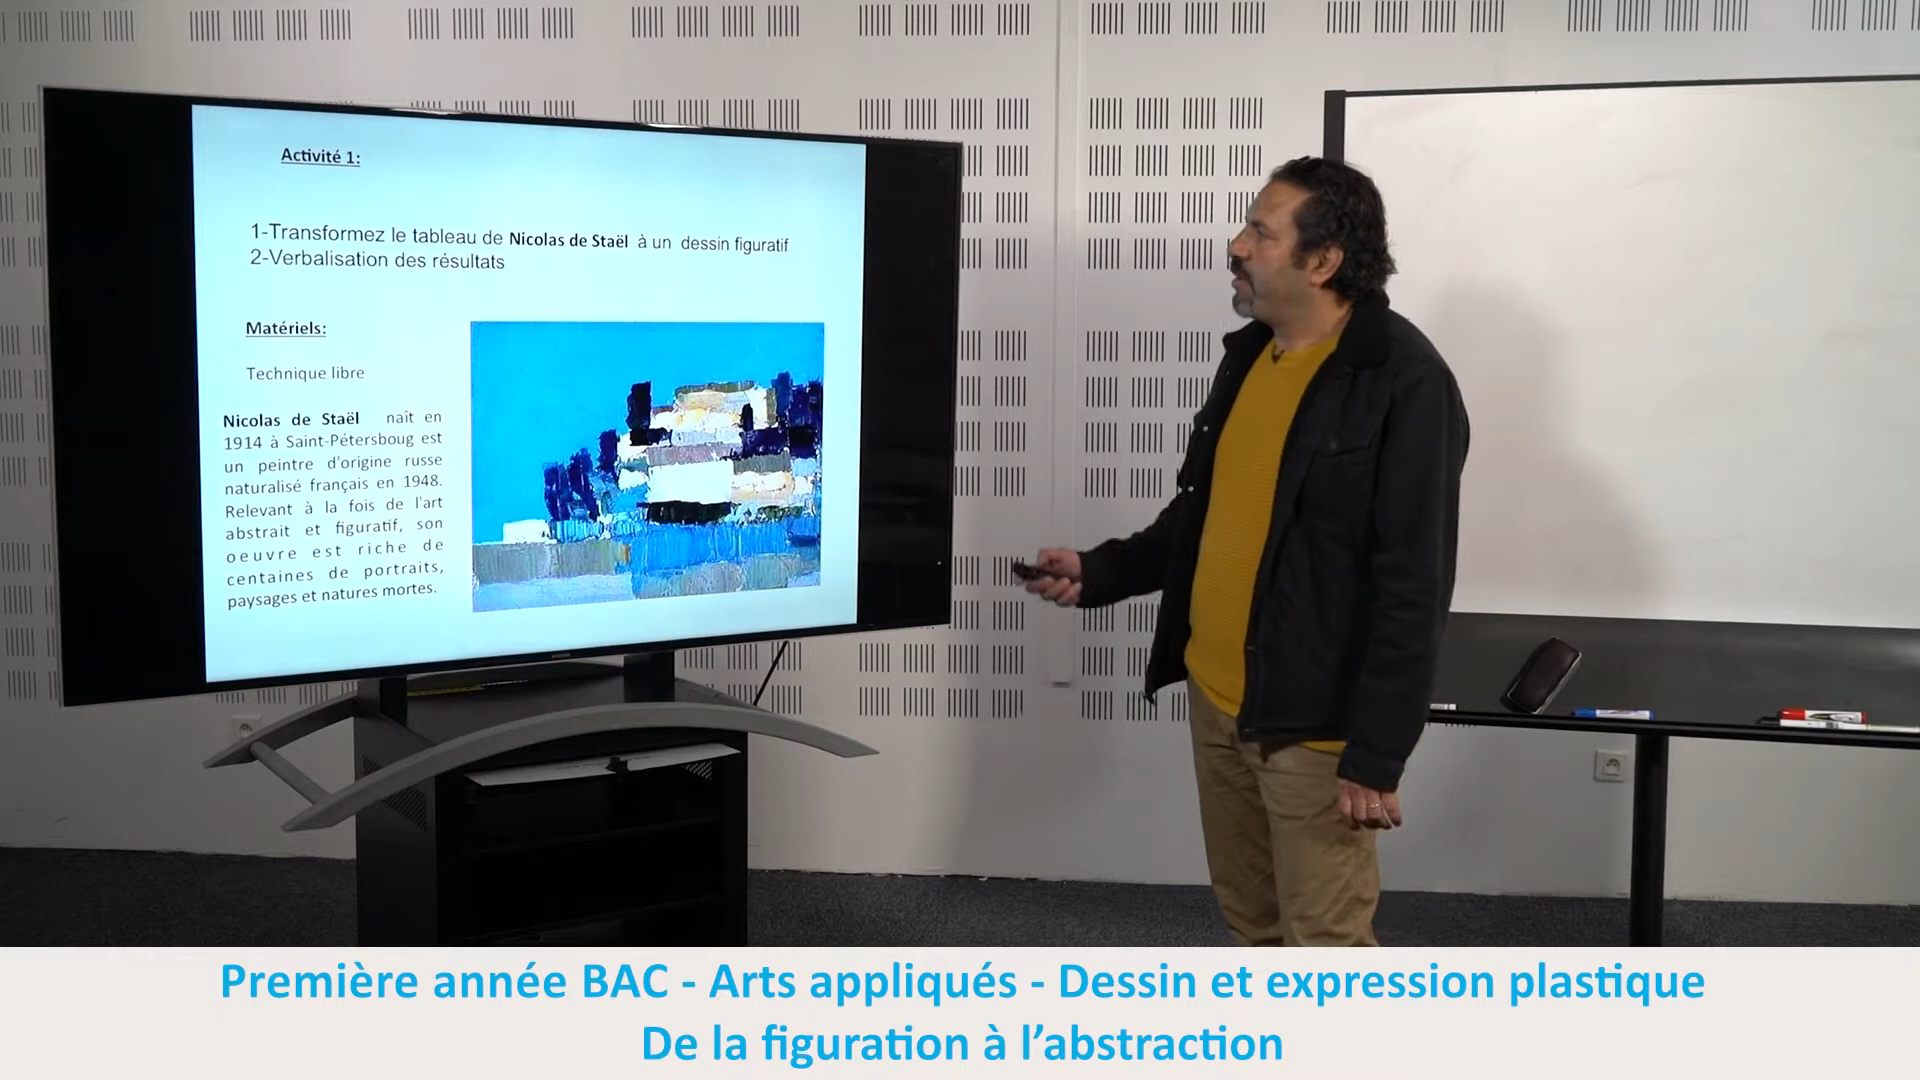 Activité 1:
1-Transformez le tableau de Nicolas de Staël à un dessin figuratif
2-Verbalisation des résultats
Matériels:
Technique libre
Nicolas de Staël naît en
1914 à Saint-Pétersboug est
un peintre d'origine russe
naturalisé français en 1948.
Relevant à la fois de l'art
abstrait et figuratif, son
oeuvre est riche de
centaines de portraits,
paysages et natures mortes.
SAMSUNG
Première année BAC - Arts appliqués - Dessin et expression plastique
De la figuration à l’abstraction